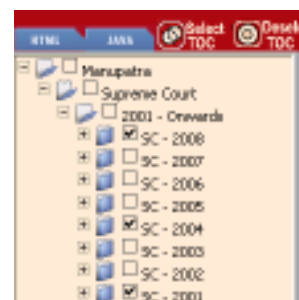 HTML JAVA Select TOC Desel TOC
Manupatra
Supreme Court
2001 - Onwards
SC - 2008
SC - 2007
SC - 2006
SC - 2005
SC - 2004
SC - 2003
SC - 2002
SC - 2001